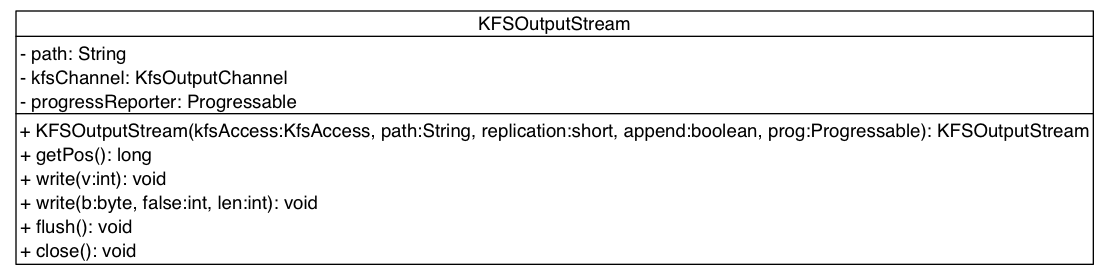 KFSOutputStream
- path: String
- kfsChannel: KfsOutputChannel
- progressReporter: Progressable
+ KFSOutputStream(kfsAccess:KfsAccess, path:String, replication:short, append:boolean, prog:Progressable): KFSOutputStream
+ getPos(): long
+ write(v:int): void
+ write(b:byte, false:int, len:int): void
+ flush(): void
+ close(): void